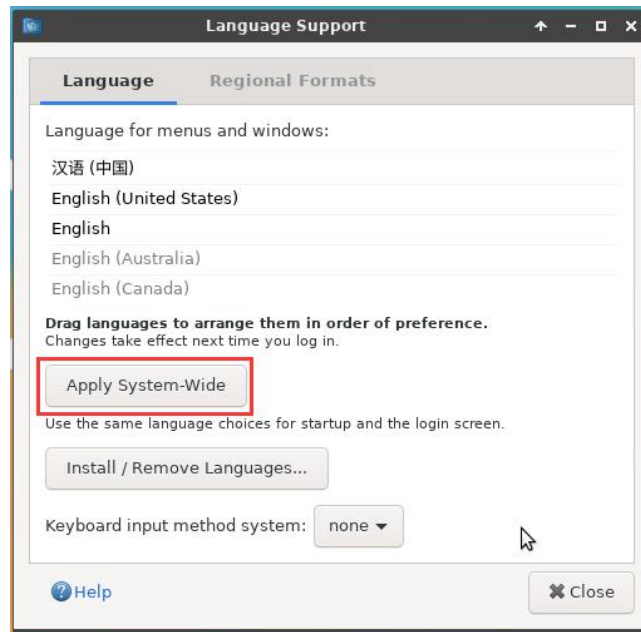 Language Support
Language
Regional Formats
Language for menus and windows:
汉语 (中国)
English (United States)
English
English (Australia)
English (Canada)
Drag languages to arrange them in order of preference.
Changes take effect next time you log in.
Apply System-Wide
Use the same language choices for startup and the login screen.
Install / Remove Languages...
Keyboard input method system: none
Help
Close